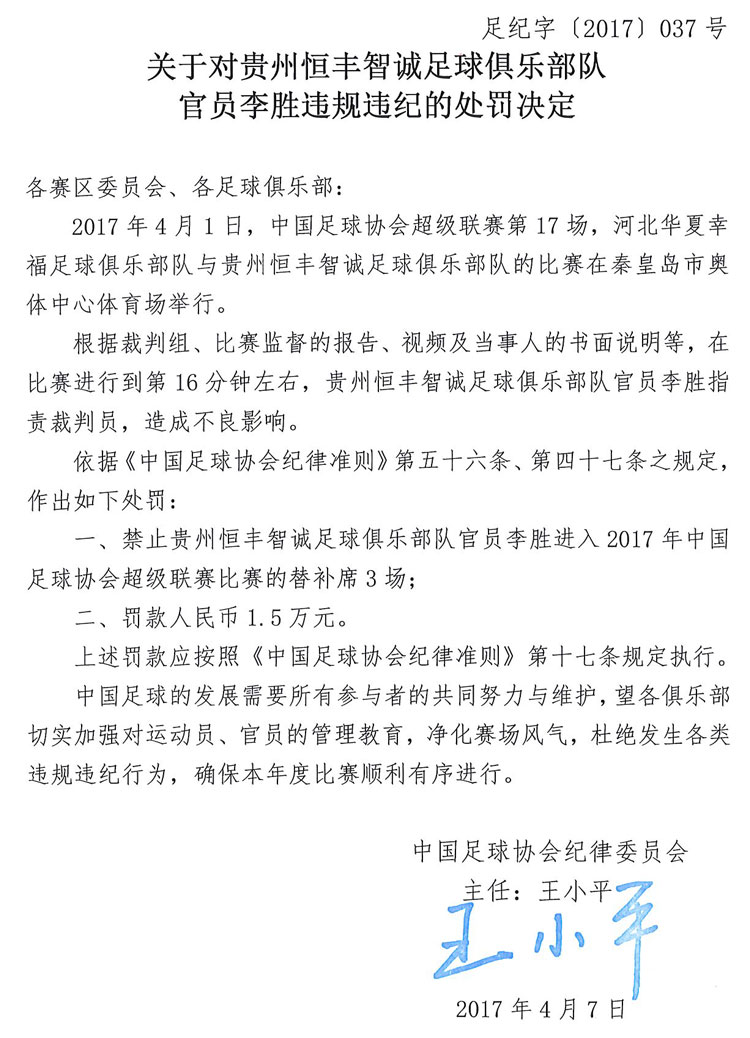 足纪字〔2017〕037号
关于对贵州恒丰智诚足球俱乐部队
官员李胜违规违纪的处罚决定
各赛区委员会、各足球俱乐部：
2017年4月1日，中国足球协会超级联赛第17场，河北华夏幸
福足球俱乐部队与贵州恒丰智诚足球俱乐部队的比赛在秦皇岛市奥
体中心体育场举行。
根据裁判组、比赛监督的报告、视频及当事人的书面说明等，在
比赛进行到第16分钟左右，贵州恒丰智诚足球俱乐部队官员李胜指
责裁判员，造成不良影响。
依据《中国足球协会纪律准则》第五十六条、第四十七条之规定，
作出如下处罚：
一、禁止贵州恒丰智诚足球俱乐部队官员李胜进入2017年中国
足球协会超级联赛比赛的替补席3场；
二、罚款人民币1.5万元。
上述罚款应按照《中国足球协会纪律准则》第十七条规定执行。
中国足球的发展需要所有参与者的共同努力与维护，望各俱乐部
切实加强对运动员、官员的管理教育，净化赛场风气，杜绝发生各类
违规违纪行为，确保本年度比赛顺利有序进行。
中国足球协会纪律委员会
主任：王小平
王小平
2017年4月7日